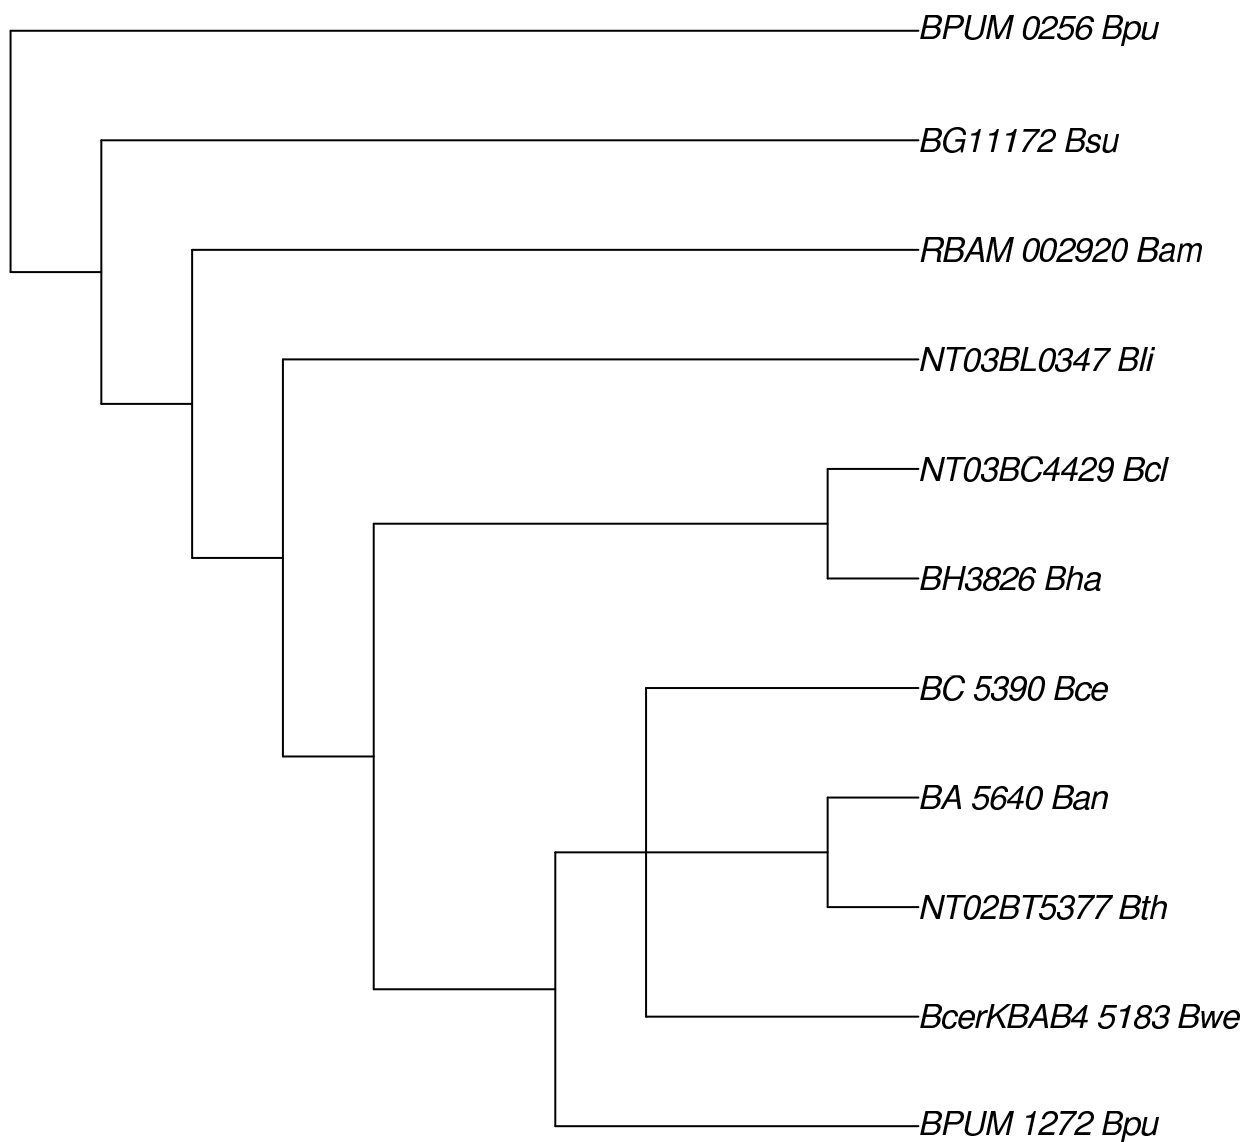 BPUM 0256 Bpu
BG11172 Bsu
RBAM 002920 Bam
NT03BL0347 Bli
NT03BC4429 Bcl
BH3826 Bha
BC 5390 Bce
BA 5640 Ban
NT02BT5377 Bth
BcerKBAB4 5183 Bwe
BPUM 1272 Bpu